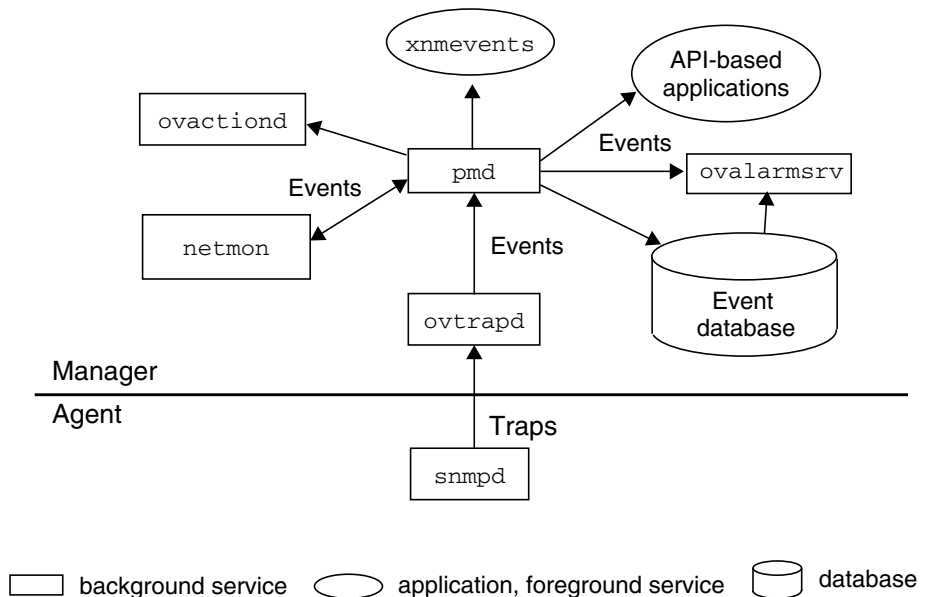 xnmevents
API-based
applications
ovactiond
Events
pmd
ovalarmsrv
Events
netmon
Events
Event
database
ovtrapd
Manager
Agent
Traps
snmpd
background service
application, foreground service
database